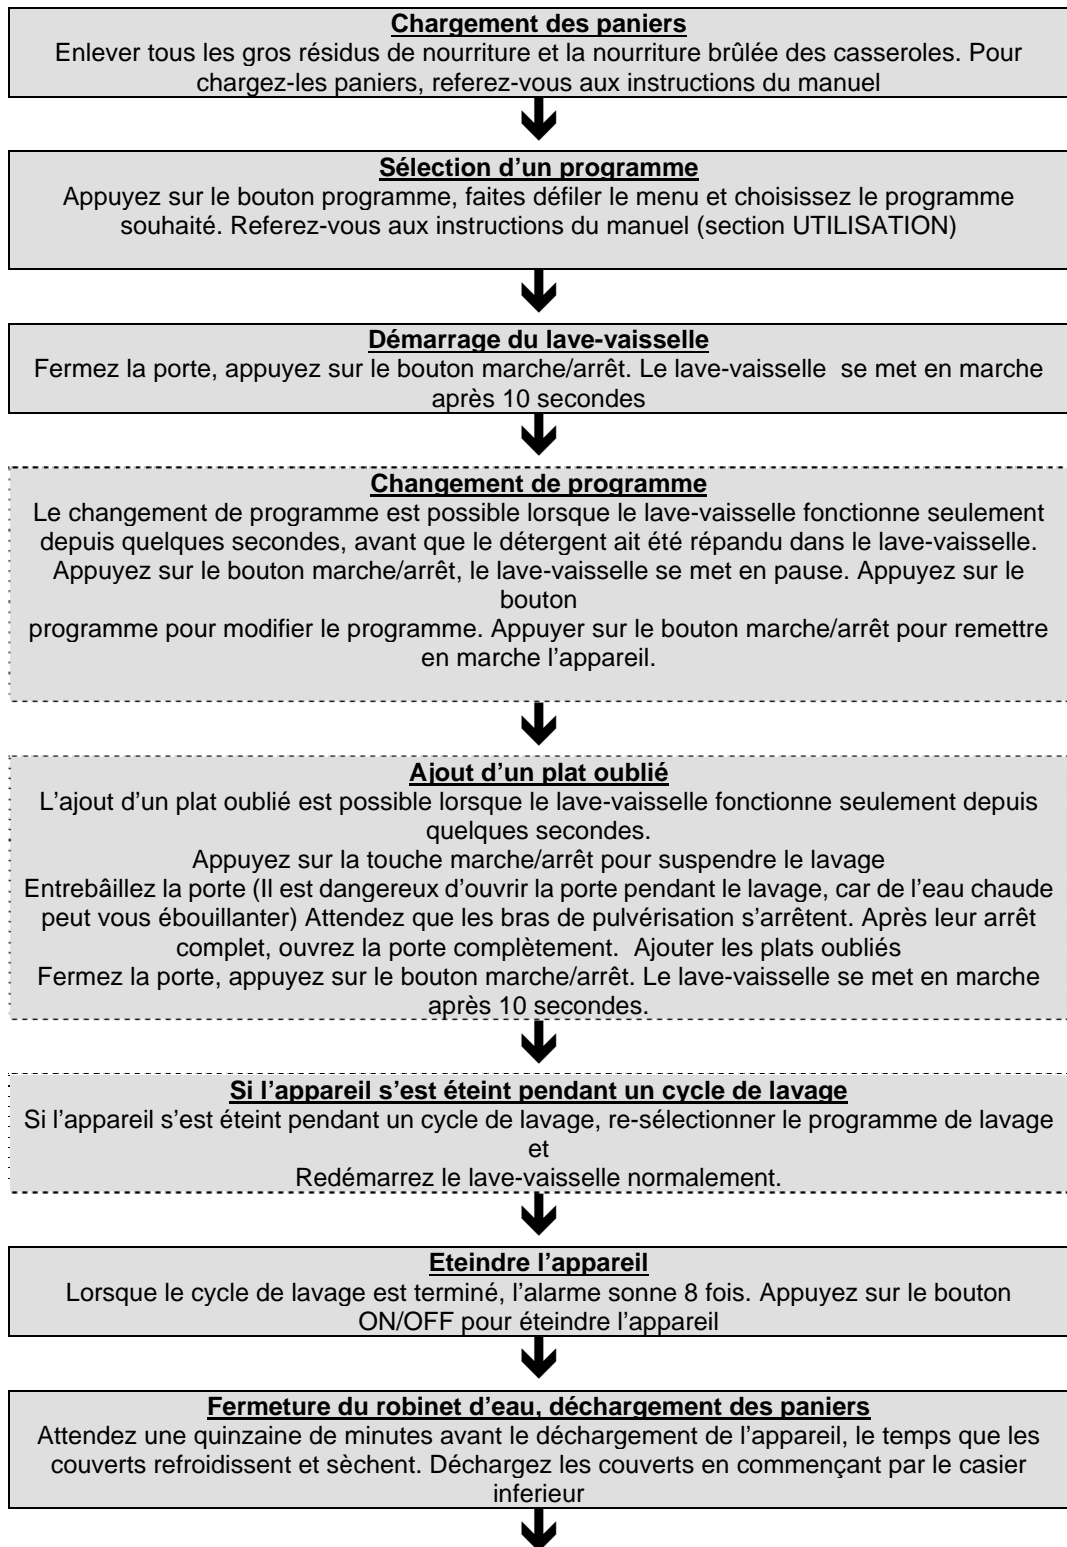 Chargement des paniers
Enlever tous les gros résidus de nourriture et la nourriture brûlée des casseroles. Pour
chargez-les paniers, referez-vous aux instructions du manuel
Sélection d’un programme
Appuyez sur le bouton programme, faites défiler le menu et choisissez le programme
souhaité. Referez-vous aux instructions du manuel (section UTILISATION)
Démarrage du lave-vaisselle
Fermez la porte, appuyez sur le bouton marche/arrêt. Le lave-vaisselle  se met en marche
après 10 secondes
Changement de programme
Le changement de programme est possible lorsque le lave-vaisselle fonctionne seulement
depuis quelques secondes, avant que le détergent ait été répandu dans le lave-vaisselle.
Appuyez sur le bouton marche/arrêt, le lave-vaisselle se met en pause. Appuyez sur le
bouton
programme pour modifier le programme. Appuyer sur le bouton marche/arrêt pour remettre
en marche l’appareil.
Ajout d’un plat oublié
L’ajout d’un plat oublié est possible lorsque le lave-vaisselle fonctionne seulement depuis
quelques secondes.
Appuyez sur la touche marche/arrêt pour suspendre le lavage
Entrebâillez la porte (Il est dangereux d’ouvrir la porte pendant le lavage, car de l’eau chaude
peut vous ébouillanter) Attendez que les bras de pulvérisation s’arrêtent. Après leur arrêt
complet, ouvrez la porte complètement.  Ajouter les plats oubliés
Fermez la porte, appuyez sur le bouton marche/arrêt. Le lave-vaisselle se met en marche
après 10 secondes.
Si l’appareil s’est éteint pendant un cycle de lavage
Si l’appareil s’est éteint pendant un cycle de lavage, re-sélectionner le programme de lavage
et
Redémarrez le lave-vaisselle normalement.
Eteindre l’appareil
Lorsque le cycle de lavage est terminé, l’alarme sonne 8 fois. Appuyez sur le bouton
ON/OFF pour éteindre l’appareil
Fermeture du robinet d’eau, déchargement des paniers
Attendez une quinzaine de minutes avant le déchargement de l’appareil, le temps que les
couverts refroidissent et sèchent. Déchargez les couverts en commençant par le casier
inferieur